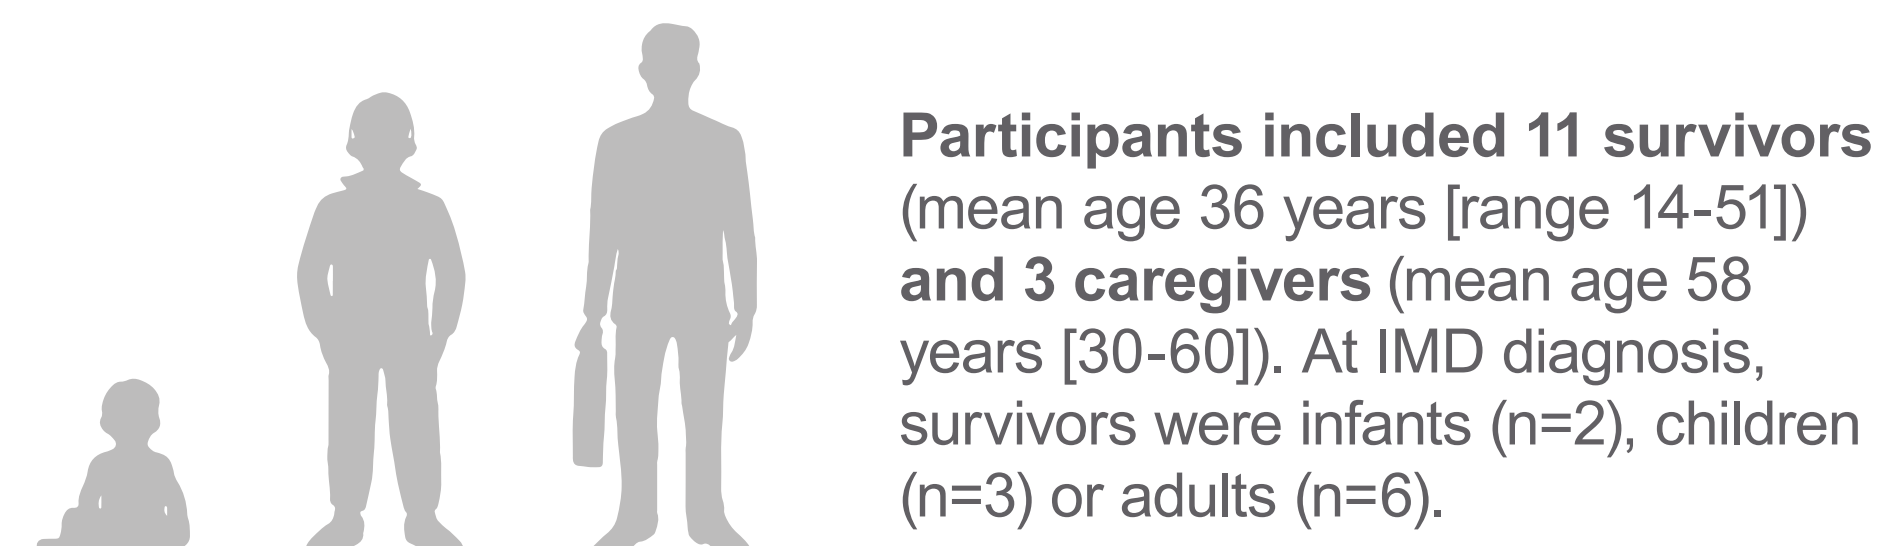 Participants included 11 survivors
(mean age 36 years [range 14-51])
and 3 caregivers (mean age 58
years [30-60]). At IMD diagnosis,
survivors were infants (n=2), children
(n=3) or adults (n=6).